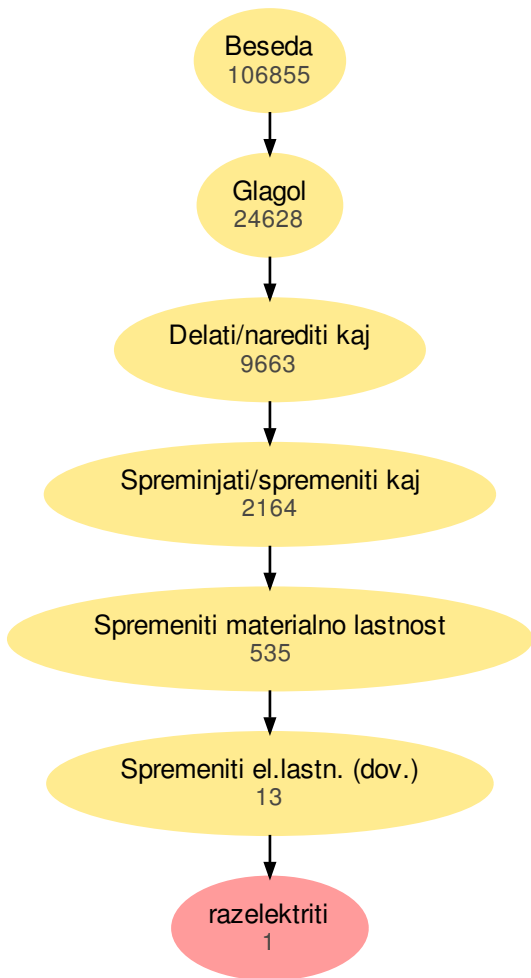 Beseda
106855
Glagol
24628
Delati/narediti kaj
9663
Spreminjati/spremeniti kaj
2164
Spremeniti materialno lastnost
535
Spremeniti el.lastn. (dov.)
13
razelektriti
1